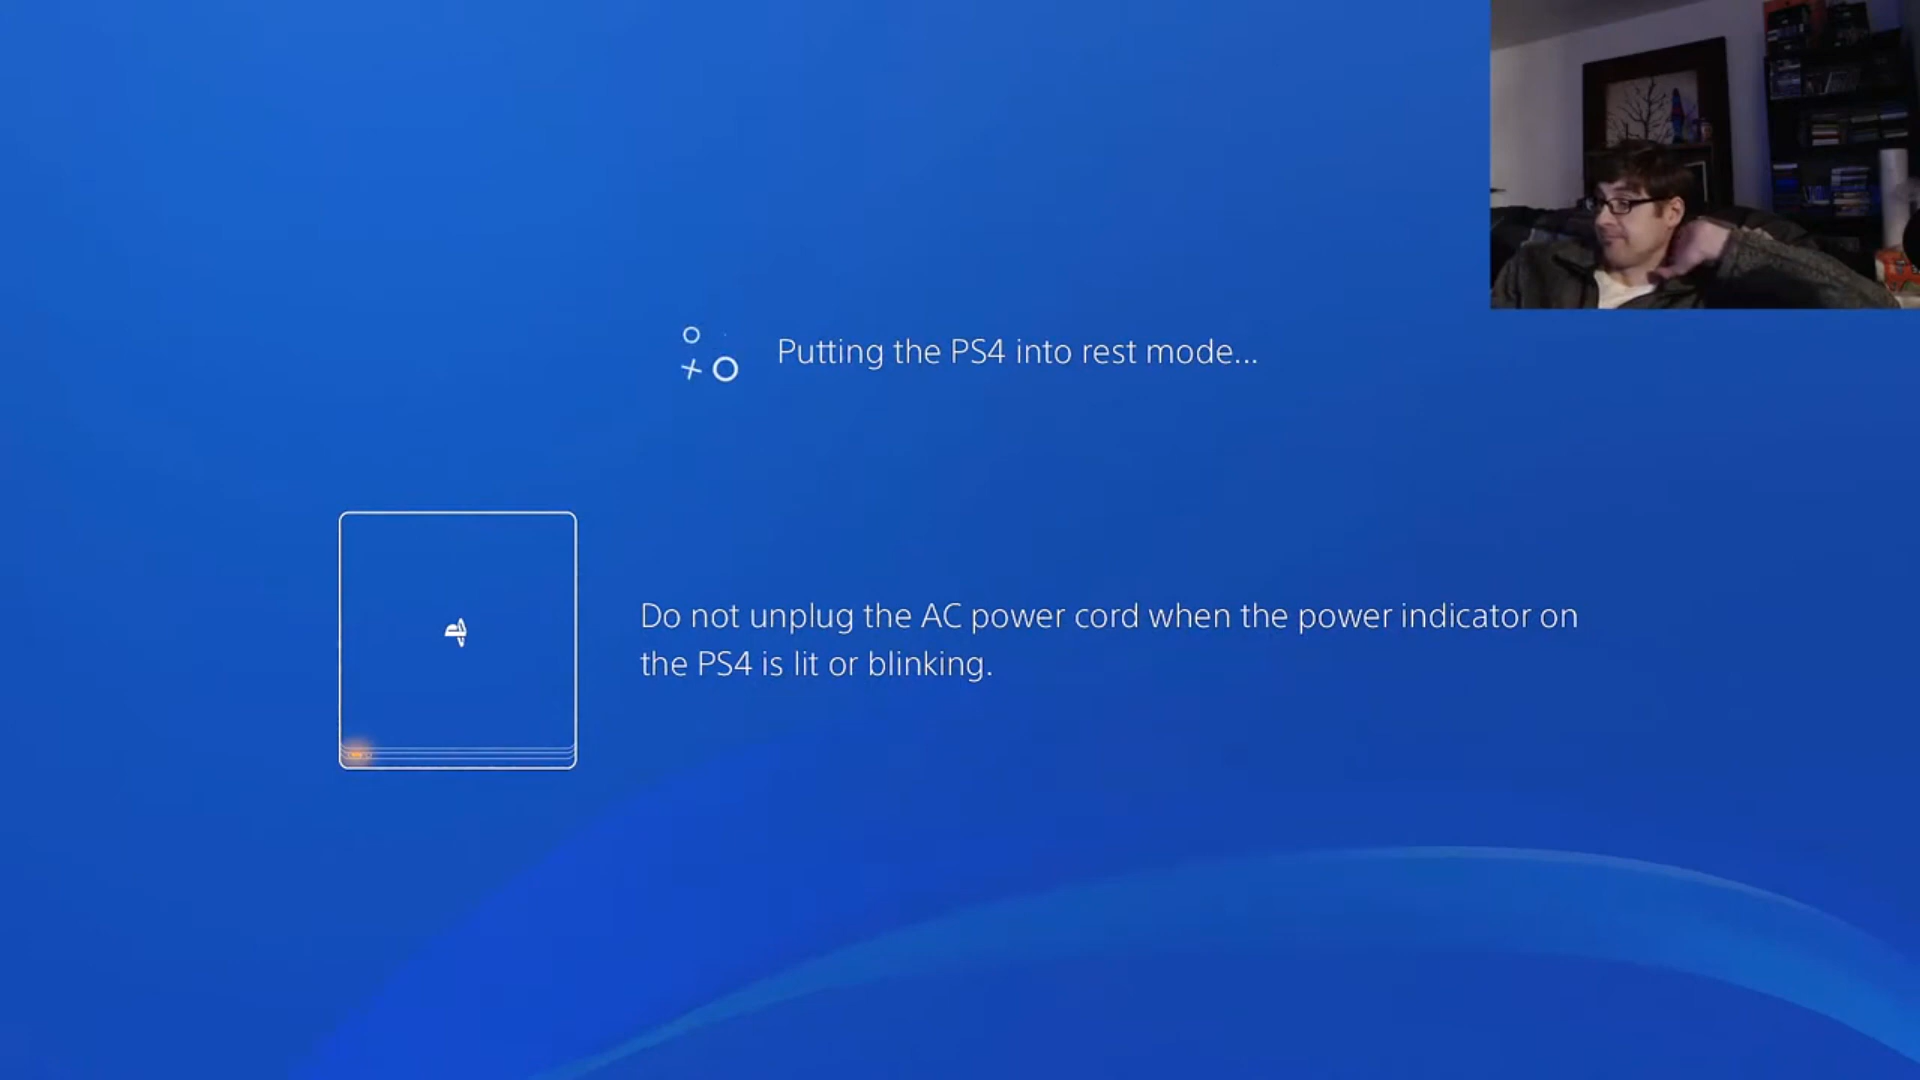 Putting the PS4 into rest mode...
Do not unplug the AC power cord when the power indicator on
the PS4 is lit or blinking.